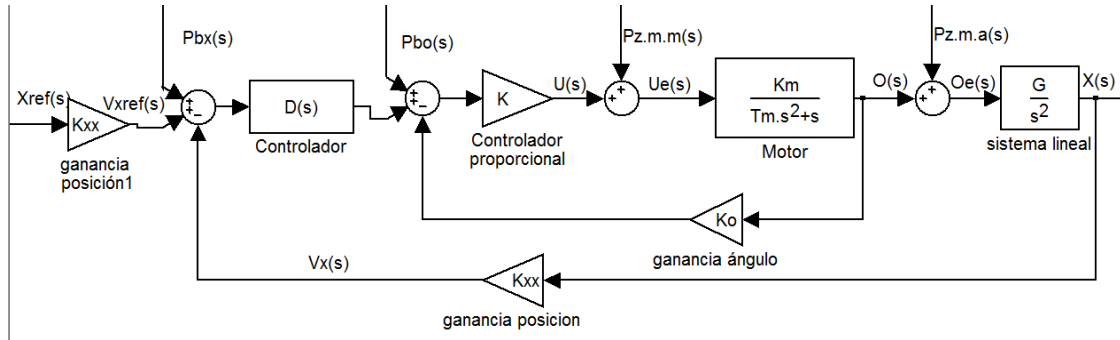 Pbx(s)
Pbo(s)
Pz.m.m(s)
Pz.m.a(s)
Xref(s)
Vxref(s)
Kxx
ganancia
posición1
D(s)
Controlador
K
Controlador
proporcional
U(s)
Ue(s)
Km
Tm.s²+s
Motor
O(s)
Oe(s)
G
s²
sistema lineal
X(s)
Ko
ganancia ángulo
Vx(s)
Kxx
ganancia posicion